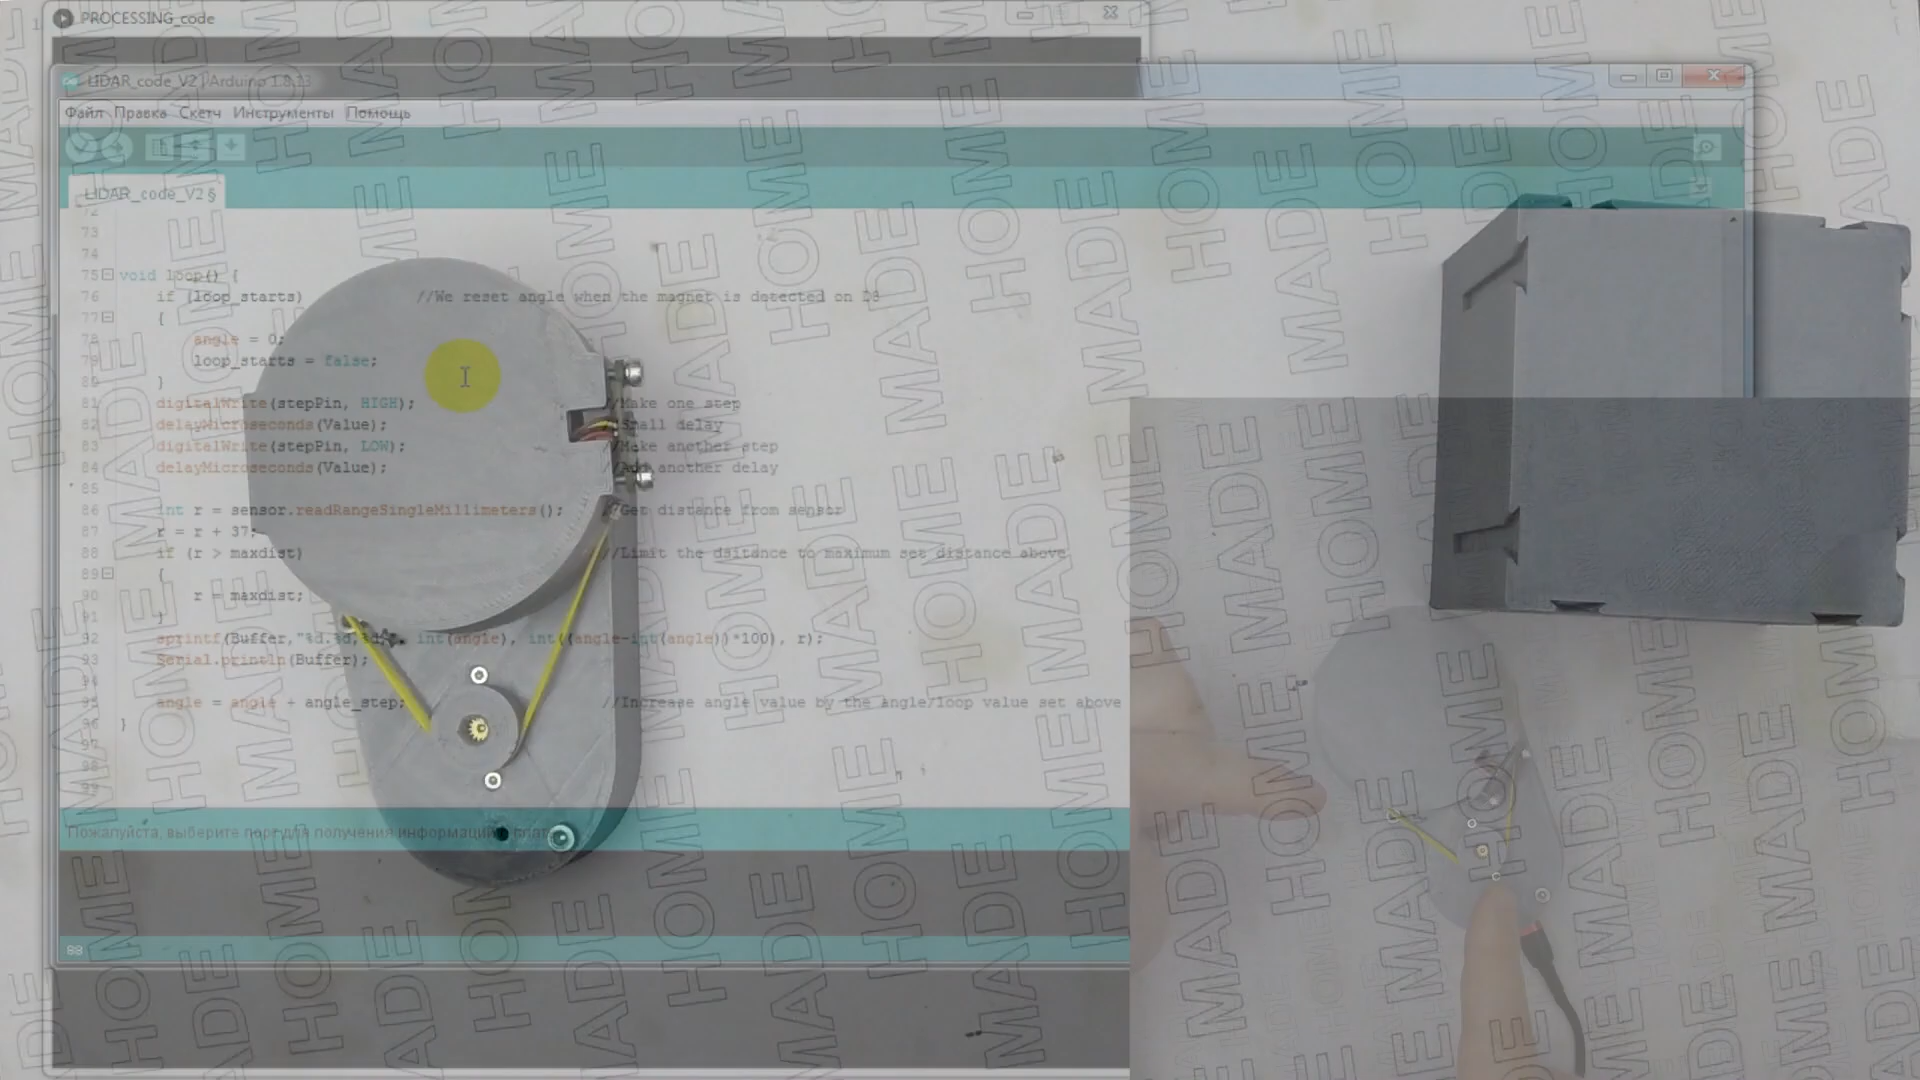 PROCESSING_code
LIDAR_code_V2 | Arduino 1.8.13
Файл Правка Скетч Инструменты Помощь
LIDAR_code_V2 §
72
73
74
75 void loop() {
76 if (loop_starts) //We reset angle when the magnet is detected on D3
77 {
78 angle = 0;
79 loop_starts = false;
80 }
81 digitalWrite(stepPin, HIGH); //Make one step
82 delayMicroseconds(Value); //Small delay
83 digitalWrite(stepPin, LOW); //Make another step
84 delayMicroseconds(Value); //Add another delay
85
86 int r = sensor.readRangeSingleMillimeters(); //Get distance from sensor
87 r = r + 37;
88 if (r > maxdist) //Limit the dsitance to maximum set distance above
89 {
90 r = maxdist;
91 }
92 sprintf(Buffer, int(angle), int((angle-int(angle))*100), r);
93 Serial.println(Buffer);
94
95 angle = angle + angle_step; //Increase angle value by the angle/loop value set above
96 }
97
98
99
Пожалуйста, выберите порт для получения информации о плате
88
HOME MADE